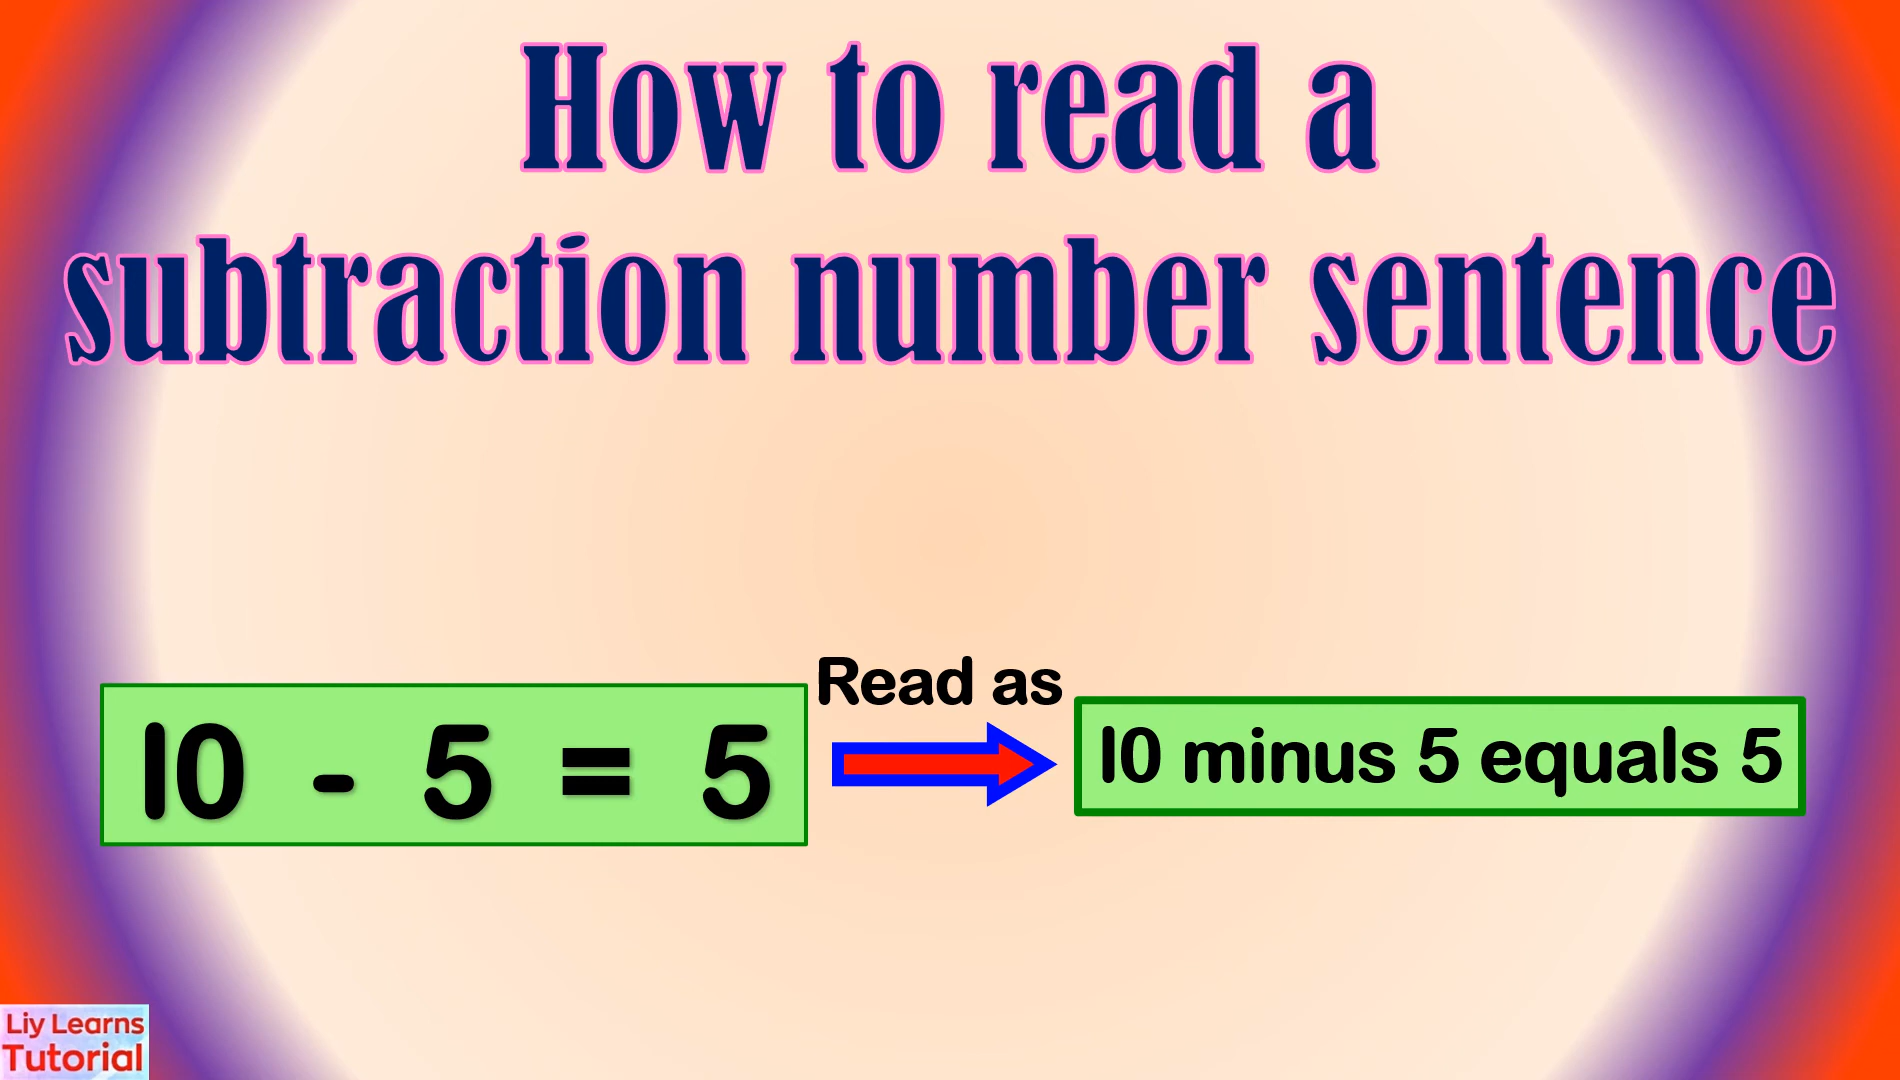 How to read a
subtraction number sentence
Read as
10 - 5 = 5
10 minus 5 equals 5
Liy Learns
Tutorial